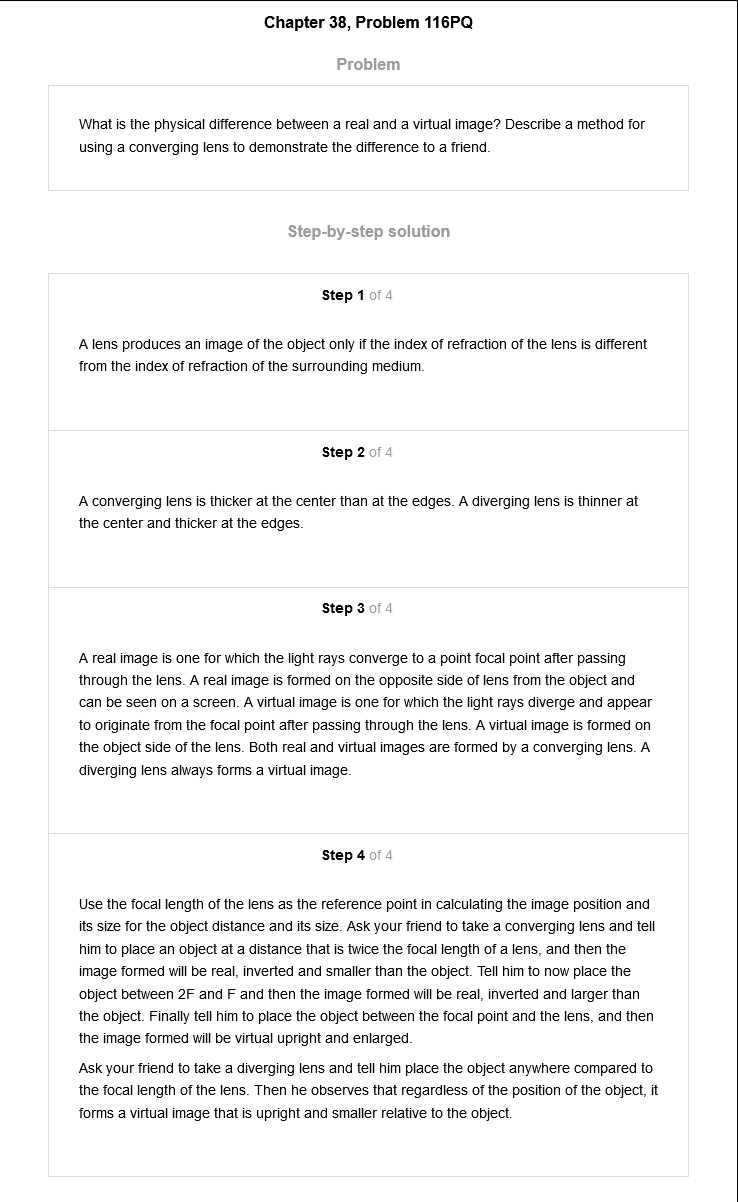 Chapter 38, Problem 116PQ
Problem
What is the physical difference between a real and a virtual image? Describe a method for
using a converging lens to demonstrate the difference to a friend.
Step-by-step solution
Step 1 of 4
A lens produces an image of the object only if the index of refraction of the lens is different
from the index of refraction of the surrounding medium.
Step 2 of 4
A converging lens is thicker at the center than at the edges. A diverging lens is thinner at
the center and thicker at the edges.
Step 3 of 4
A real image is one for which the light rays converge to a point focal point after passing
through the lens. A real image is formed on the opposite side of lens from the object and
can be seen on a screen. A virtual image is one for which the light rays diverge and appear
to originate from the focal point after passing through the lens. A virtual image is formed on
the object side of the lens. Both real and virtual images are formed by a converging lens. A
diverging lens always forms a virtual image.
Step 4 of 4
Use the focal length of the lens as the reference point in calculating the image position and
its size for the object distance and its size. Ask your friend to take a converging lens and tell
him to place an object at a distance that is twice the focal length of a lens, and then the
image formed will be real, inverted and smaller than the object. Tell him to now place the
object between 2F and F and then the image formed will be real, inverted and larger than
the object. Finally tell him to place the object between the focal point and the lens, and then
the image formed will be virtual upright and enlarged.
Ask your friend to take a diverging lens and tell him place the object anywhere compared to
the focal length of the lens. Then he observes that regardless of the position of the object, it
forms a virtual image that is upright and smaller relative to the object.